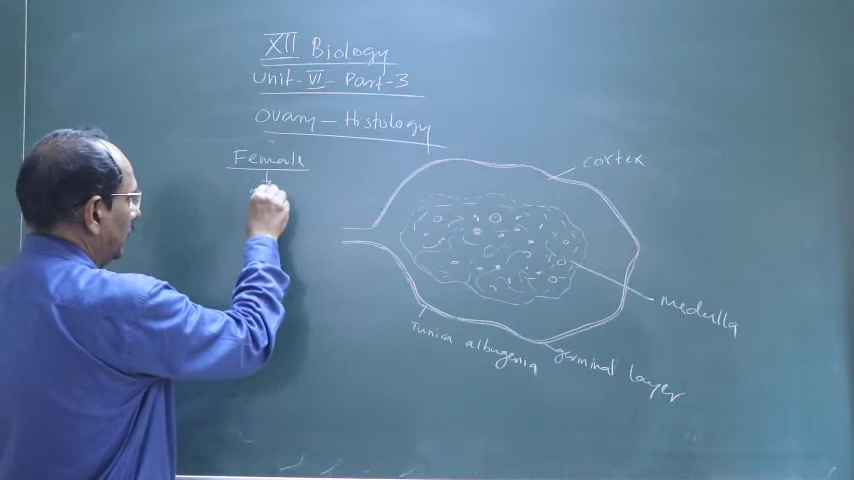 XII Biology
Unit-VI-Part-3
Ovary-Histology
Female
cortex
medulla
Tunica albugenia
germinal layer